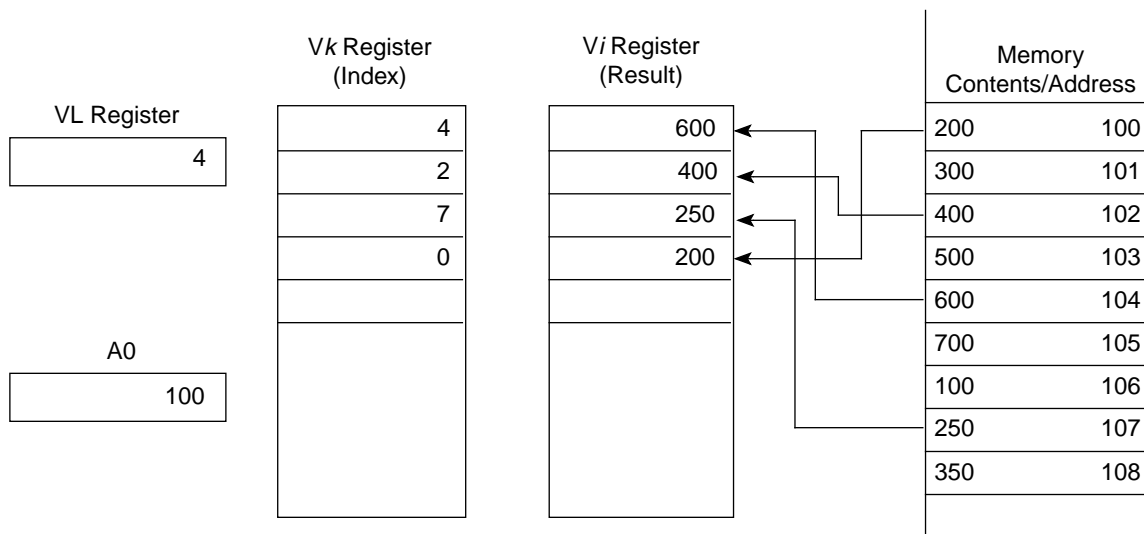 Vk Register
(Index)
Vi Register
(Result)
Memory
Contents/Address
VL Register
4
A0
100
4
2
7
0
600
400
250
200
200 100
300 101
400 102
500 103
600 104
700 105
100 106
250 107
350 108